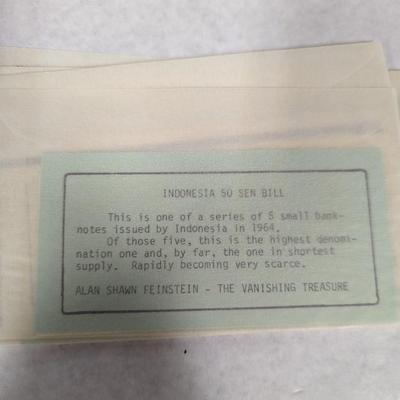 INDONESIA 50 SEN BILL
This is one of a series of 5 small bank-
notes issued by Indonesia in 1964.
Of those five, this is the highest denomi-
nation one and, by far, the one in shortest
supply. Rapidly becoming very scarce.
ALAN SHAWN FEINSTEIN - THE VANISHING TREASURE